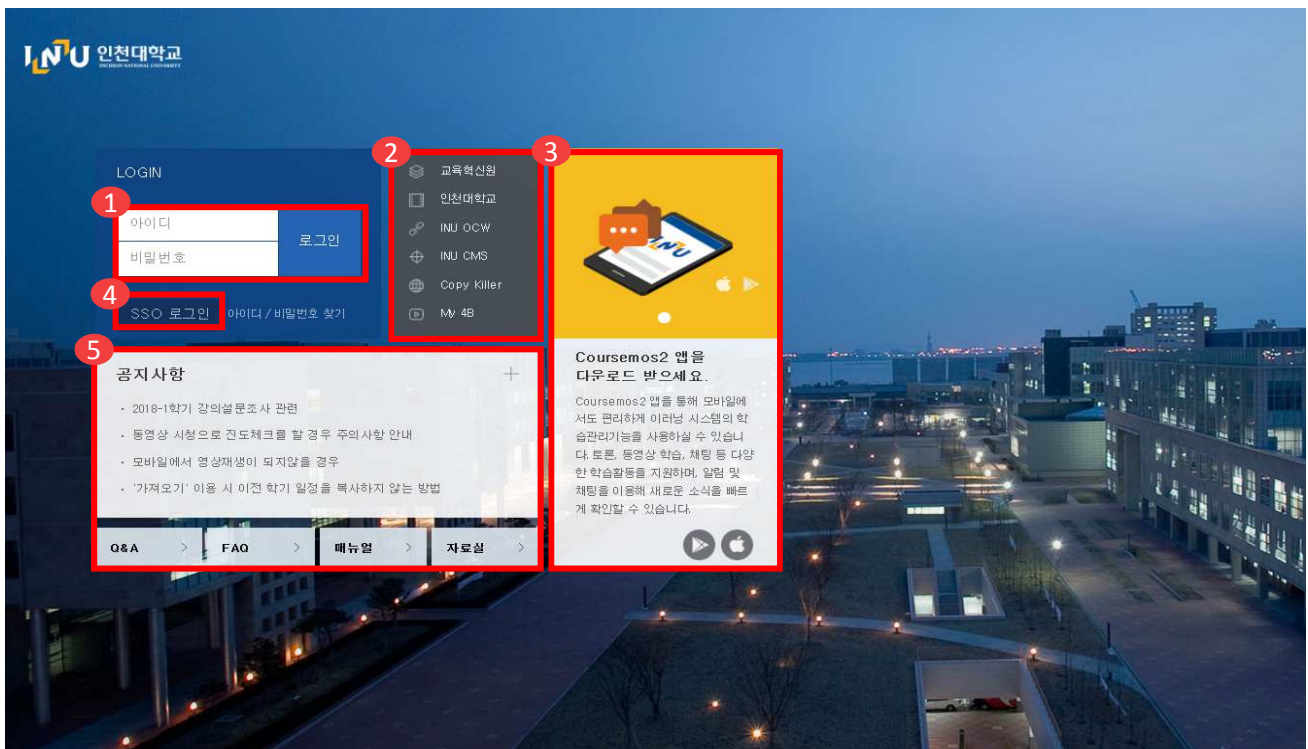 INU 인천대학교
INCHEON NATIONAL UNIVERSITY
LOGIN
1
아이디
비밀번호
로그인
4
SSO 로그인
아이디 / 비밀번호 찾기
2
교육혁신원
인천대학교
INU OCW
INU CMS
Copy Killer
My 4B
3
INU
Coursemos2 앱을
다운로드 받으세요.
Coursemos2 앱을 통해 모바일에
서도 편리하게 이러닝 시스템의 학
습관리기능을 사용하실 수 있습니
다. 토론, 동영상 학습, 채팅 등 다양
한 학습활동을 지원하며, 알림 및
채팅을 이용해 새로운 소식을 빠르
게 확인할 수 있습니다.
5
공지사항
· 2018-1학기 강의설문조사 관련
· 동영상 시청으로 진도체크를 할 경우 주의사항 안내
· 모바일에서 영상재생이 되지않을 경우
· '가져오기' 이용 시 이전 학기 일정을 복사하지 않는 방법
Q&A
FAQ
매뉴얼
자료실